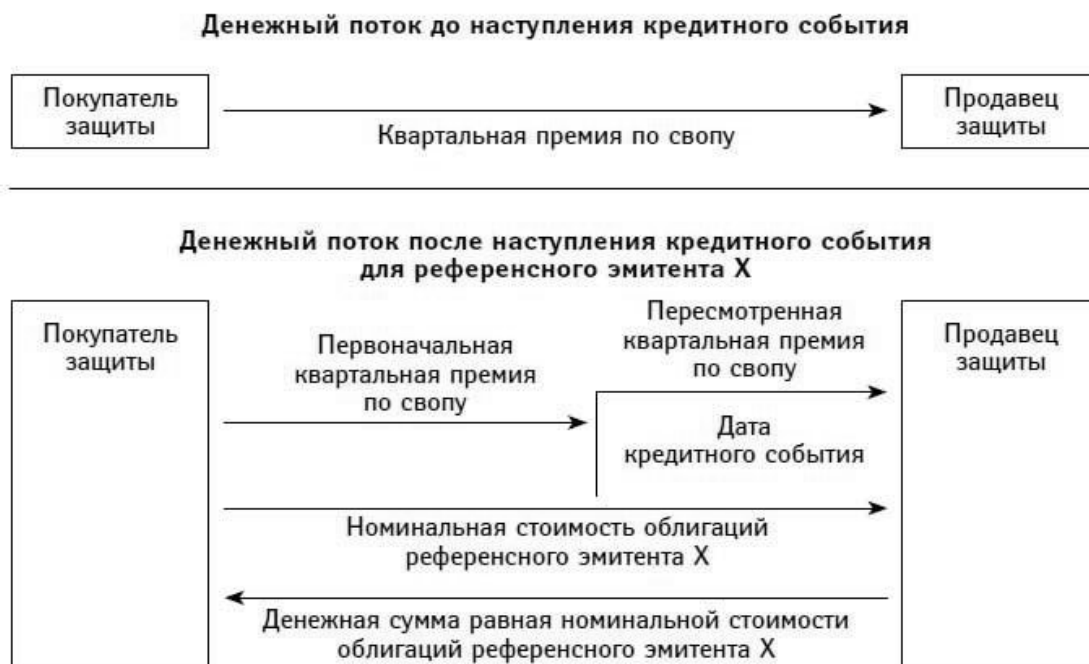 Денежный поток до наступления кредитного события
Покупатель
защиты
Квартальная премия по свопу
Продавец
защиты
Денежный поток после наступления кредитного события
для референсного эмитента X
Покупатель
защиты
Первоначальная
квартальная премия
по свопу
Пересмотренная
квартальная премия
по свопу
Дата
кредитного события
Продавец
защиты
Номинальная стоимость облигаций
референсного эмитента X
Денежная сумма равная номинальной стоимости
облигаций референсного эмитента X